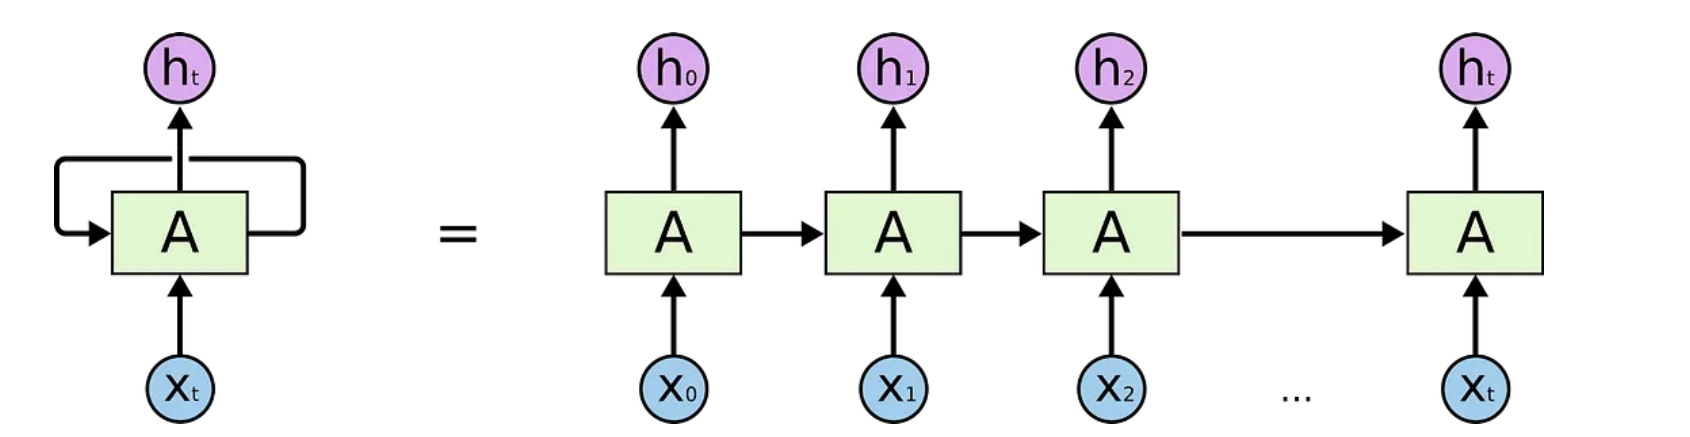 hₜ h₀ h₁ h₂ hₜ
A = A A A A
xₜ x₀ x₁ x₂ ... xₜ